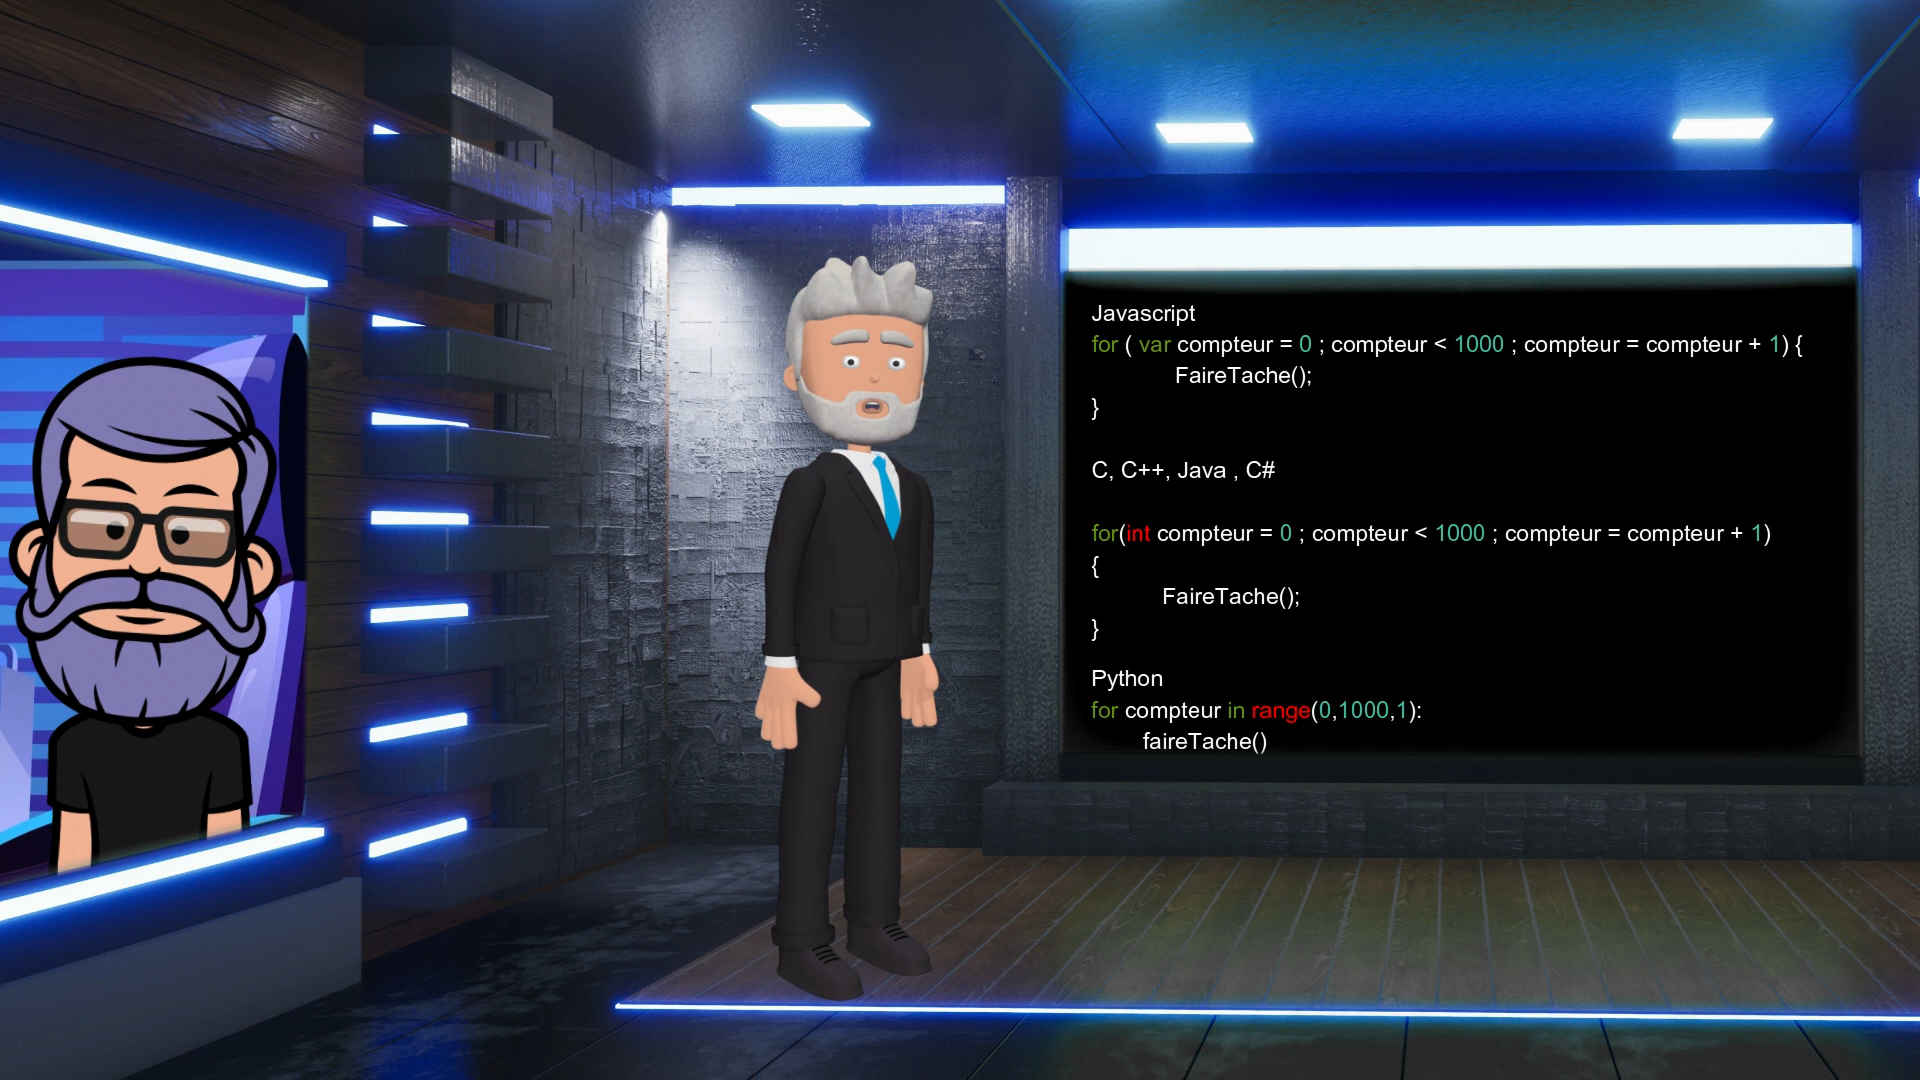 Javascript
for ( var compteur = 0 ; compteur < 1000 ; compteur = compteur + 1) {
FaireTache();
}
C, C++, Java , C#
for(int compteur = 0 ; compteur < 1000 ; compteur = compteur + 1)
{
FaireTache();
}
Python
for compteur in range(0,1000,1):
faireTache()